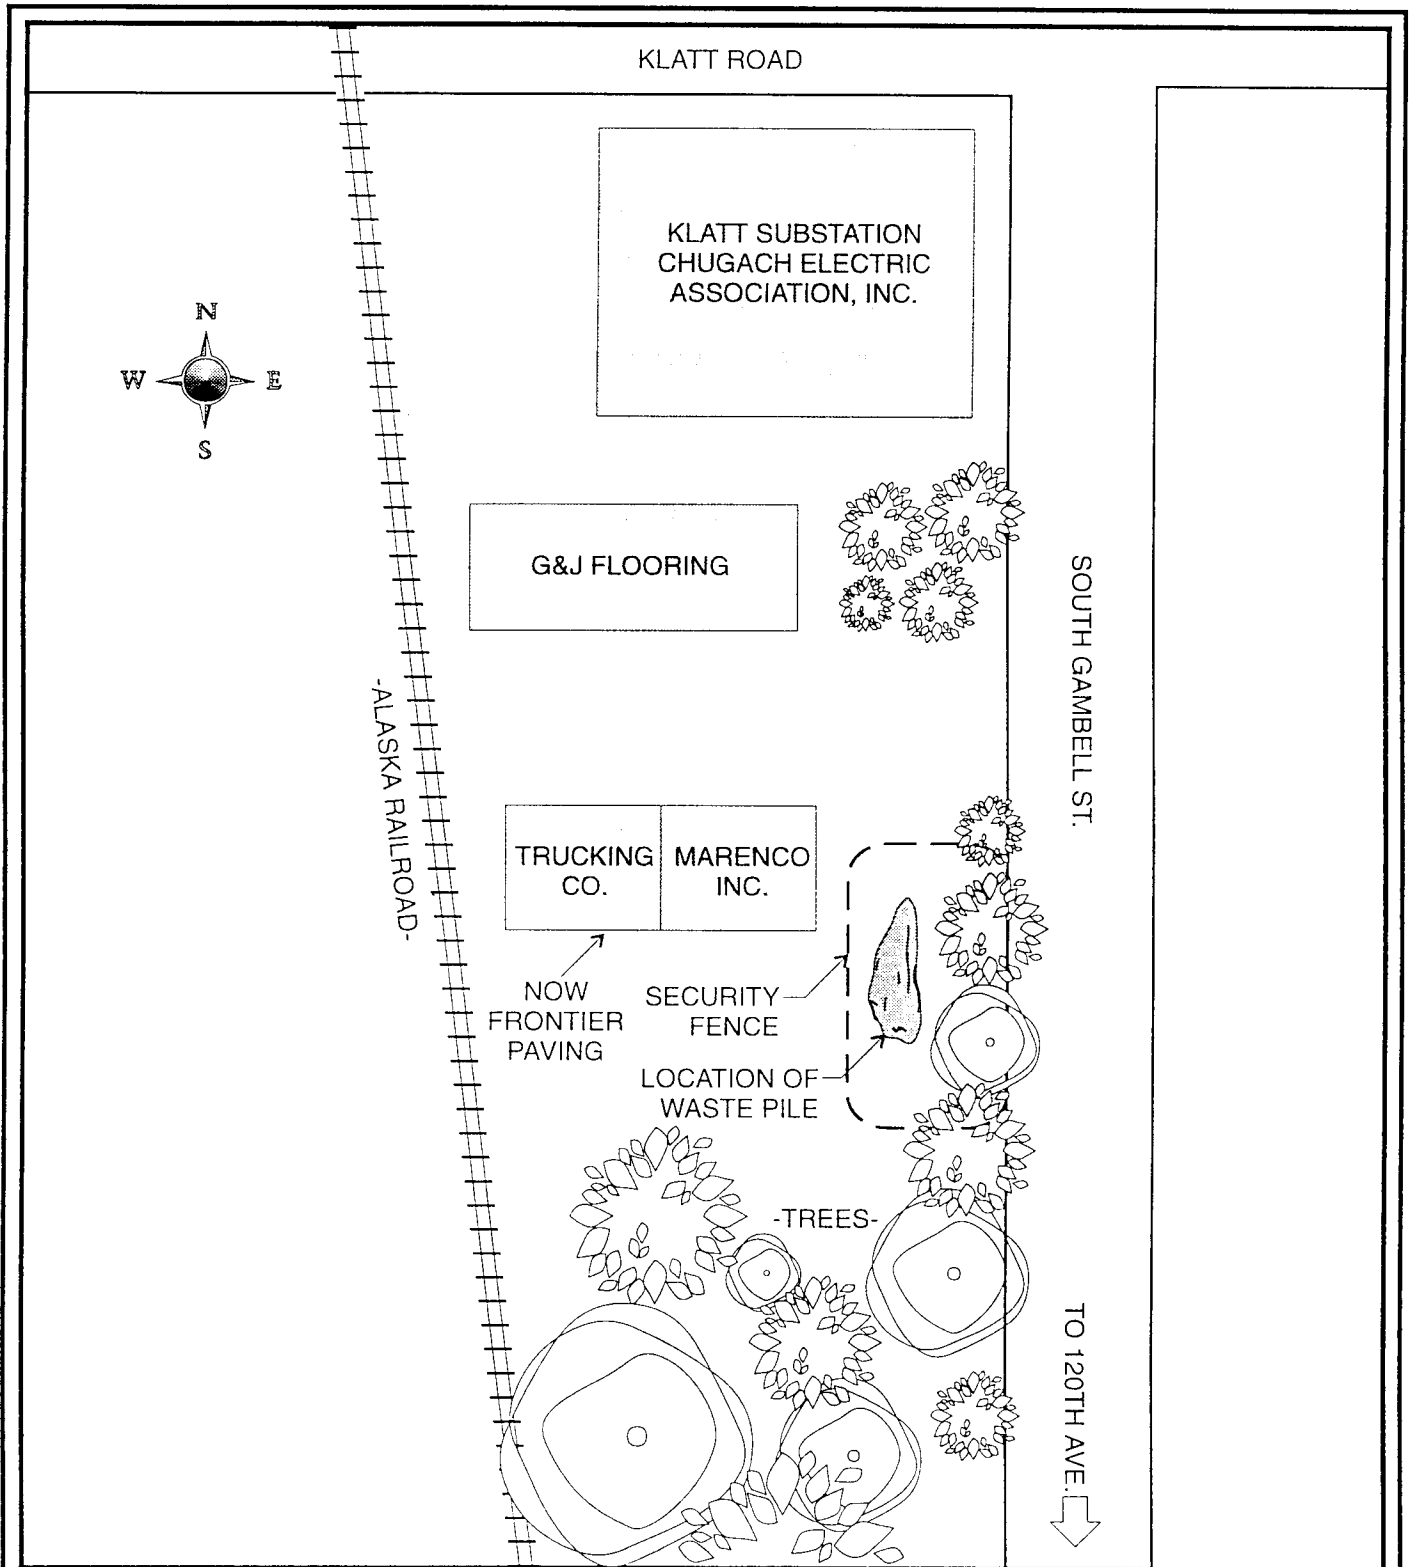 KLATT ROAD
KLATT SUBSTATION
CHUGACH ELECTRIC
ASSOCIATION, INC.
N
W
E
S
G&J FLOORING
SOUTH GAMBELL ST.
-ALASKA RAILROAD-
TRUCKING
CO.
MARENCO
INC.
NOW
FRONTIER
PAVING
SECURITY
FENCE
LOCATION OF
WASTE PILE
-TREES-
TO 120TH AVE.